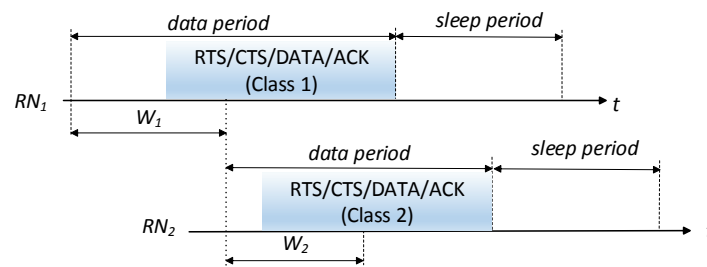 data period
sleep period
RTS/CTS/DATA/ACK
(Class 1)
RN1
t
W1
data period
sleep period
RTS/CTS/DATA/ACK
(Class 2)
RN2
W2